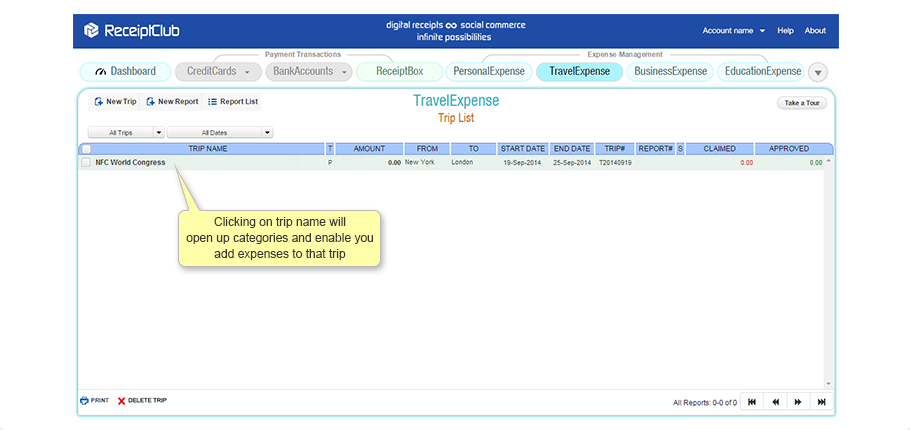 ReceiptClub
digital receipts ∞ social commerce
infinite possibilities
Account name
Help
About
Payment Transactions
Expense Management
Dashboard
CreditCards
BankAccounts
ReceiptBox
PersonalExpense
TravelExpense
BusinessExpense
EducationExpense
New Trip
New Report
Report List
TravelExpense
Trip List
Take a Tour
All Trips
All Dates
TRIP NAME T AMOUNT FROM TO START DATE END DATE TRIP# REPORT# S CLAIMED APPROVED
NFC World Congress P 0.00 New York London 19-Sep-2014 25-Sep-2014 T20140919 0.00 0.00
Clicking on trip name will
open up categories and enable you
add expenses to that trip
PRINT
DELETE TRIP
All Reports: 0-0 of 0